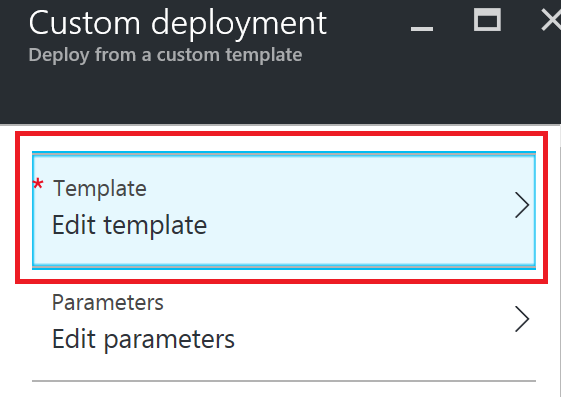 Custom deployment
Deploy from a custom template
* Template
Edit template
Parameters
Edit parameters